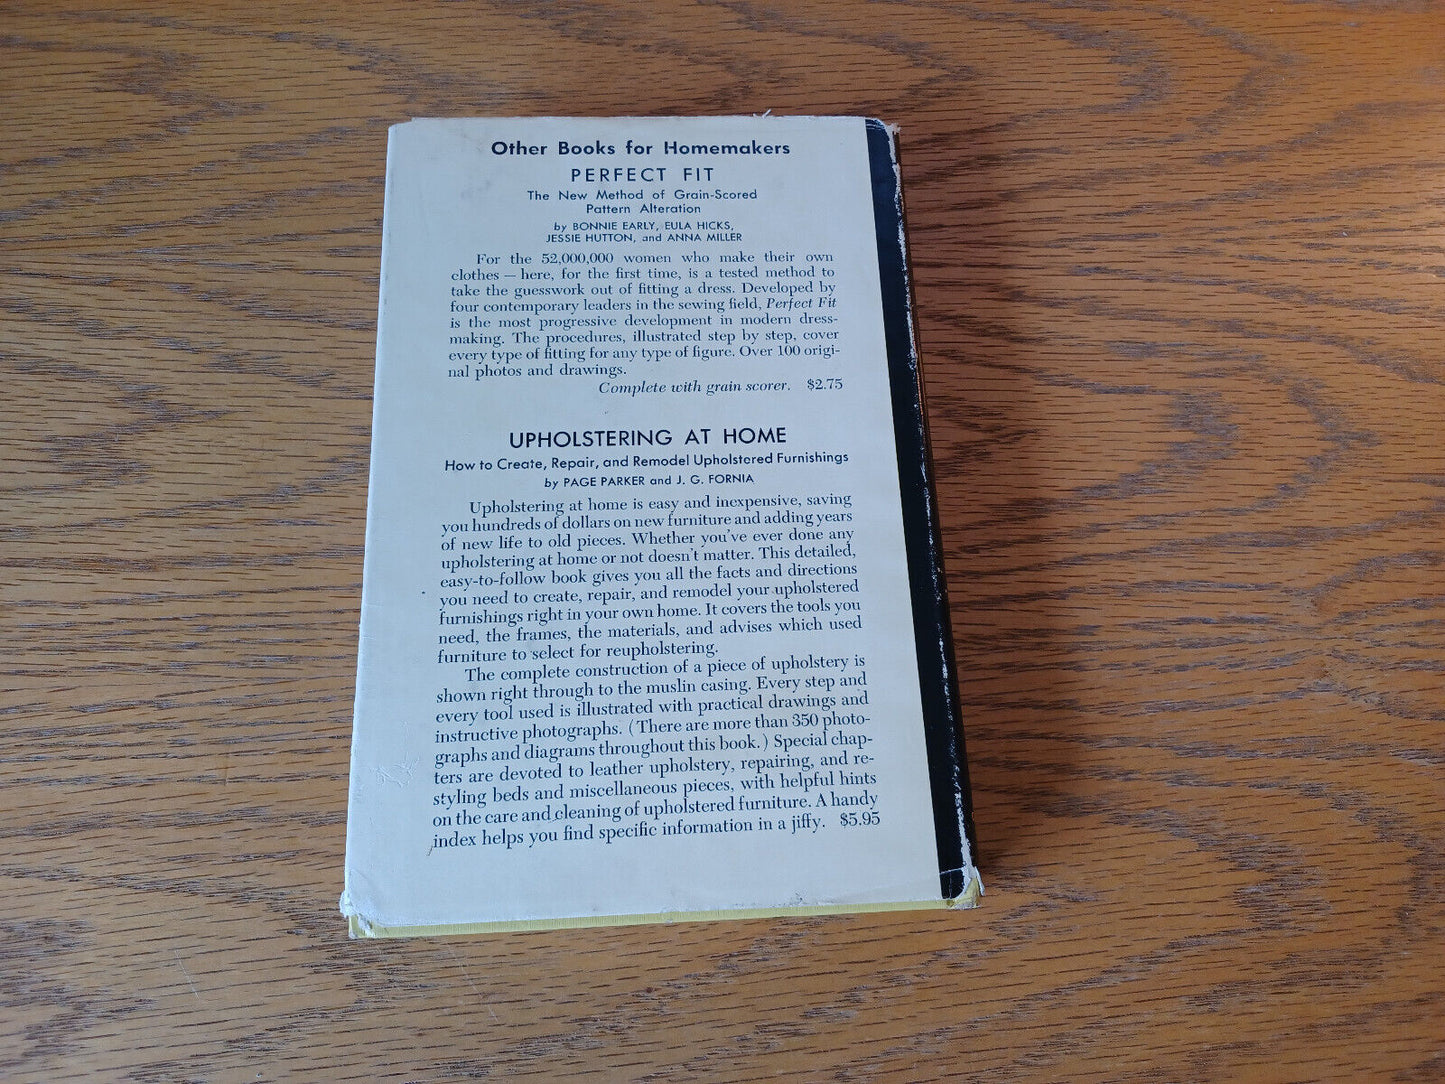 Other Books for Homemakers
PERFECT FIT
The New Method of Grain-Scored
Pattern Alteration
by BONNIE EARLY, EULA HICKS,
JESSIE HUTTON, and ANNA MILLER
For the 52,000,000 women who make their own
clothes — here, for the first time, is a tested method to
take the guesswork out of fitting a dress. Developed by
four contemporary leaders in the sewing field, Perfect Fit
is the most progressive development in modern dress-
making. The procedures, illustrated step by step, cover
every type of fitting for any type of figure. Over 100 origi-
nal photos and drawings.
Complete with grain scorer. $2.75
UPHOLSTERING AT HOME
How to Create, Repair, and Remodel Upholstered Furnishings
by PAGE PARKER and J. G. FORNIA
Upholstering at home is easy and inexpensive, saving
you hundreds of dollars on new furniture and adding years
of new life to old pieces. Whether you've ever done any
upholstering at home or not doesn't matter. This detailed,
easy-to-follow book gives you all the facts and directions
you need to create, repair, and remodel your upholstered
furnishings right in your own home. It covers the tools you
need, the frames, the materials, and advises which used
furniture to select for reupholstering.
The complete construction of a piece of upholstery is
shown right through to the muslin casing. Every step and
every tool used is illustrated with practical drawings and
instructive photographs. (There are more than 350 photo-
graphs and diagrams throughout this book.) Special chap-
ters are devoted to leather upholstery, repairing, and re-
styling beds and miscellaneous pieces, with helpful hints
on the care and cleaning of upholstered furniture. A handy
index helps you find specific information in a jiffy. $5.95